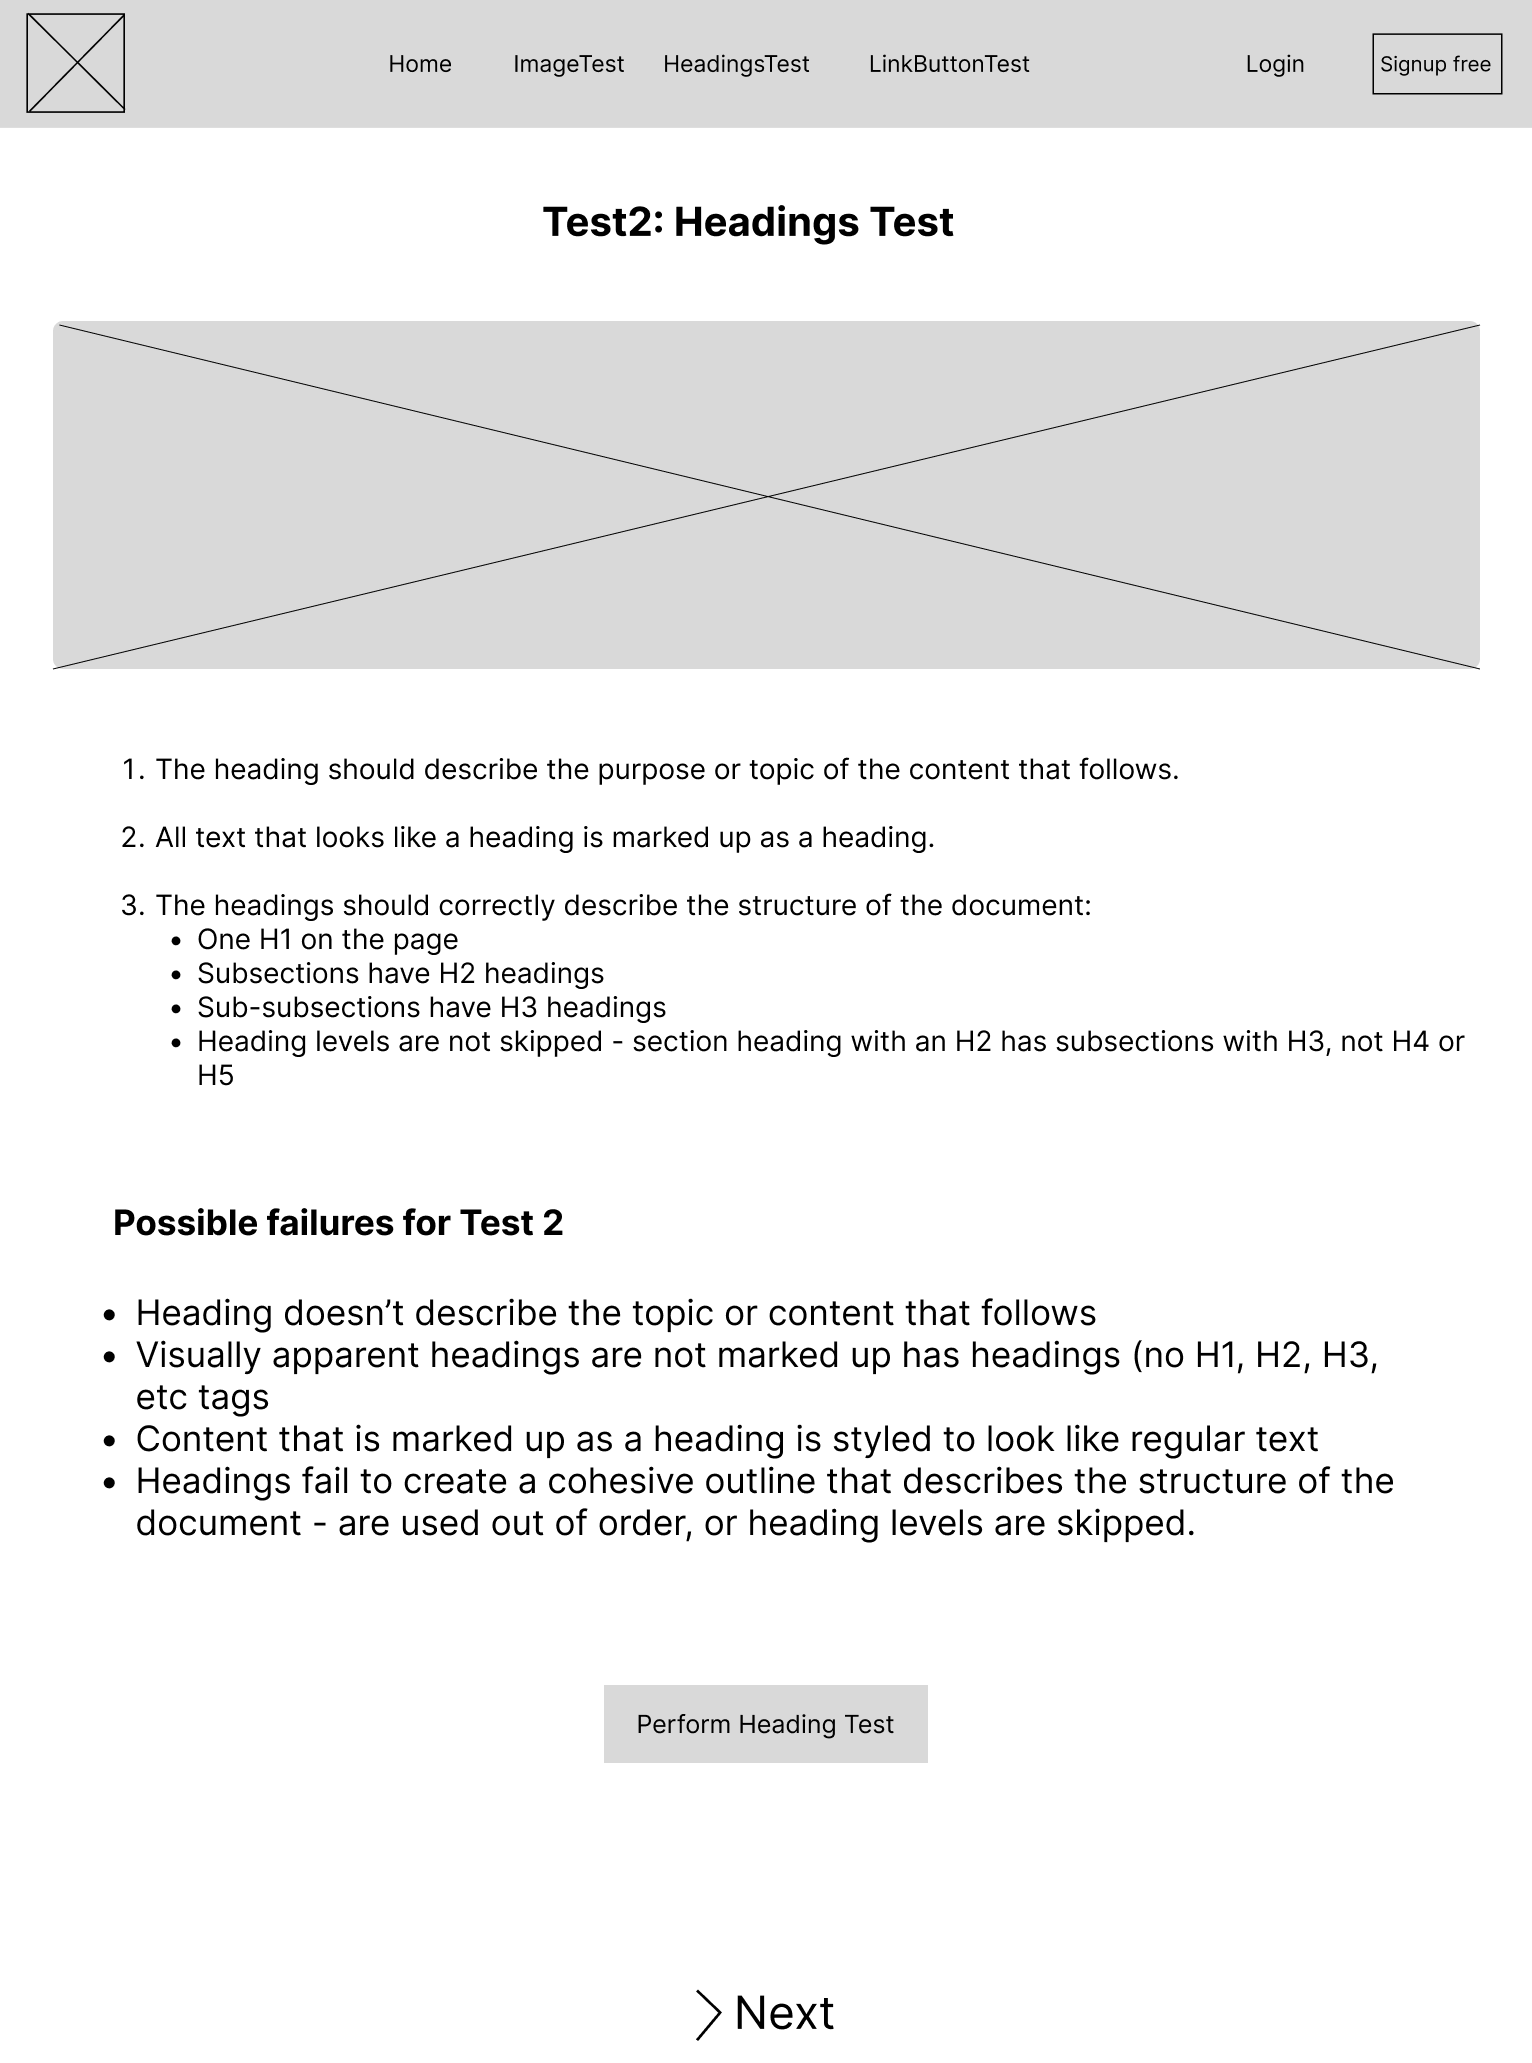 Home ImageTest HeadingsTest LinkButtonTest Login Signup free
Test2: Headings Test
1. The heading should describe the purpose or topic of the content that follows.
2. All text that looks like a heading is marked up as a heading.
3. The headings should correctly describe the structure of the document:
• One H1 on the page
• Subsections have H2 headings
• Sub-subsections have H3 headings
• Heading levels are not skipped - section heading with an H2 has subsections with H3, not H4 or
H5
Possible failures for Test 2
• Heading doesn’t describe the topic or content that follows
• Visually apparent headings are not marked up has headings (no H1, H2, H3,
etc tags
• Content that is marked up as a heading is styled to look like regular text
• Headings fail to create a cohesive outline that describes the structure of the
document - are used out of order, or heading levels are skipped.
Perform Heading Test
Next